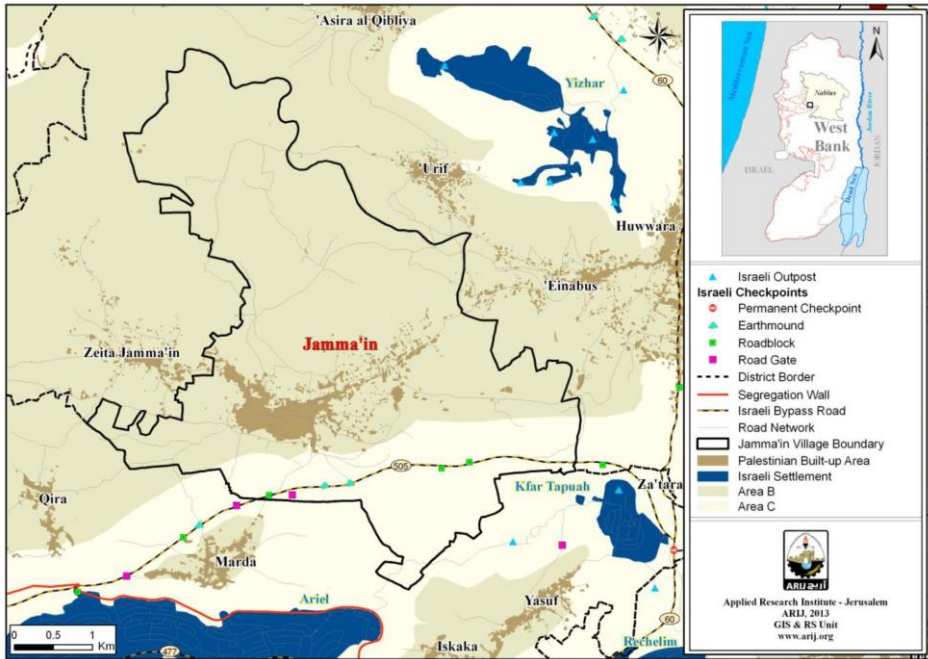 'Asira al Qibliya
60
N
Yizhar
'Urif
Huwwara
'Einabus
Jamma'in
Zeita Jamma'in
505
Kfar Tapuah
Za'tara
Qira
Marda
Ariel
Yasuf
60
Iskaka
Rechelim
477
0 0.5 1
Km
N
Mediterranean Sea
Nablus
West
Bank
Jordan River
JORDAN
ISRAEL
Dead Sea
Israeli Outpost
Israeli Checkpoints
Permanent Checkpoint
Earthmound
Roadblock
Road Gate
District Border
Segregation Wall
Israeli Bypass Road
Road Network
Jamma'in Village Boundary
Palestinian Built-up Area
Israeli Settlement
Area B
Area C
ARIJ أريج
Applied Research Institute - Jerusalem
ARIJ, 2013
GIS & RS Unit
www.arij.org